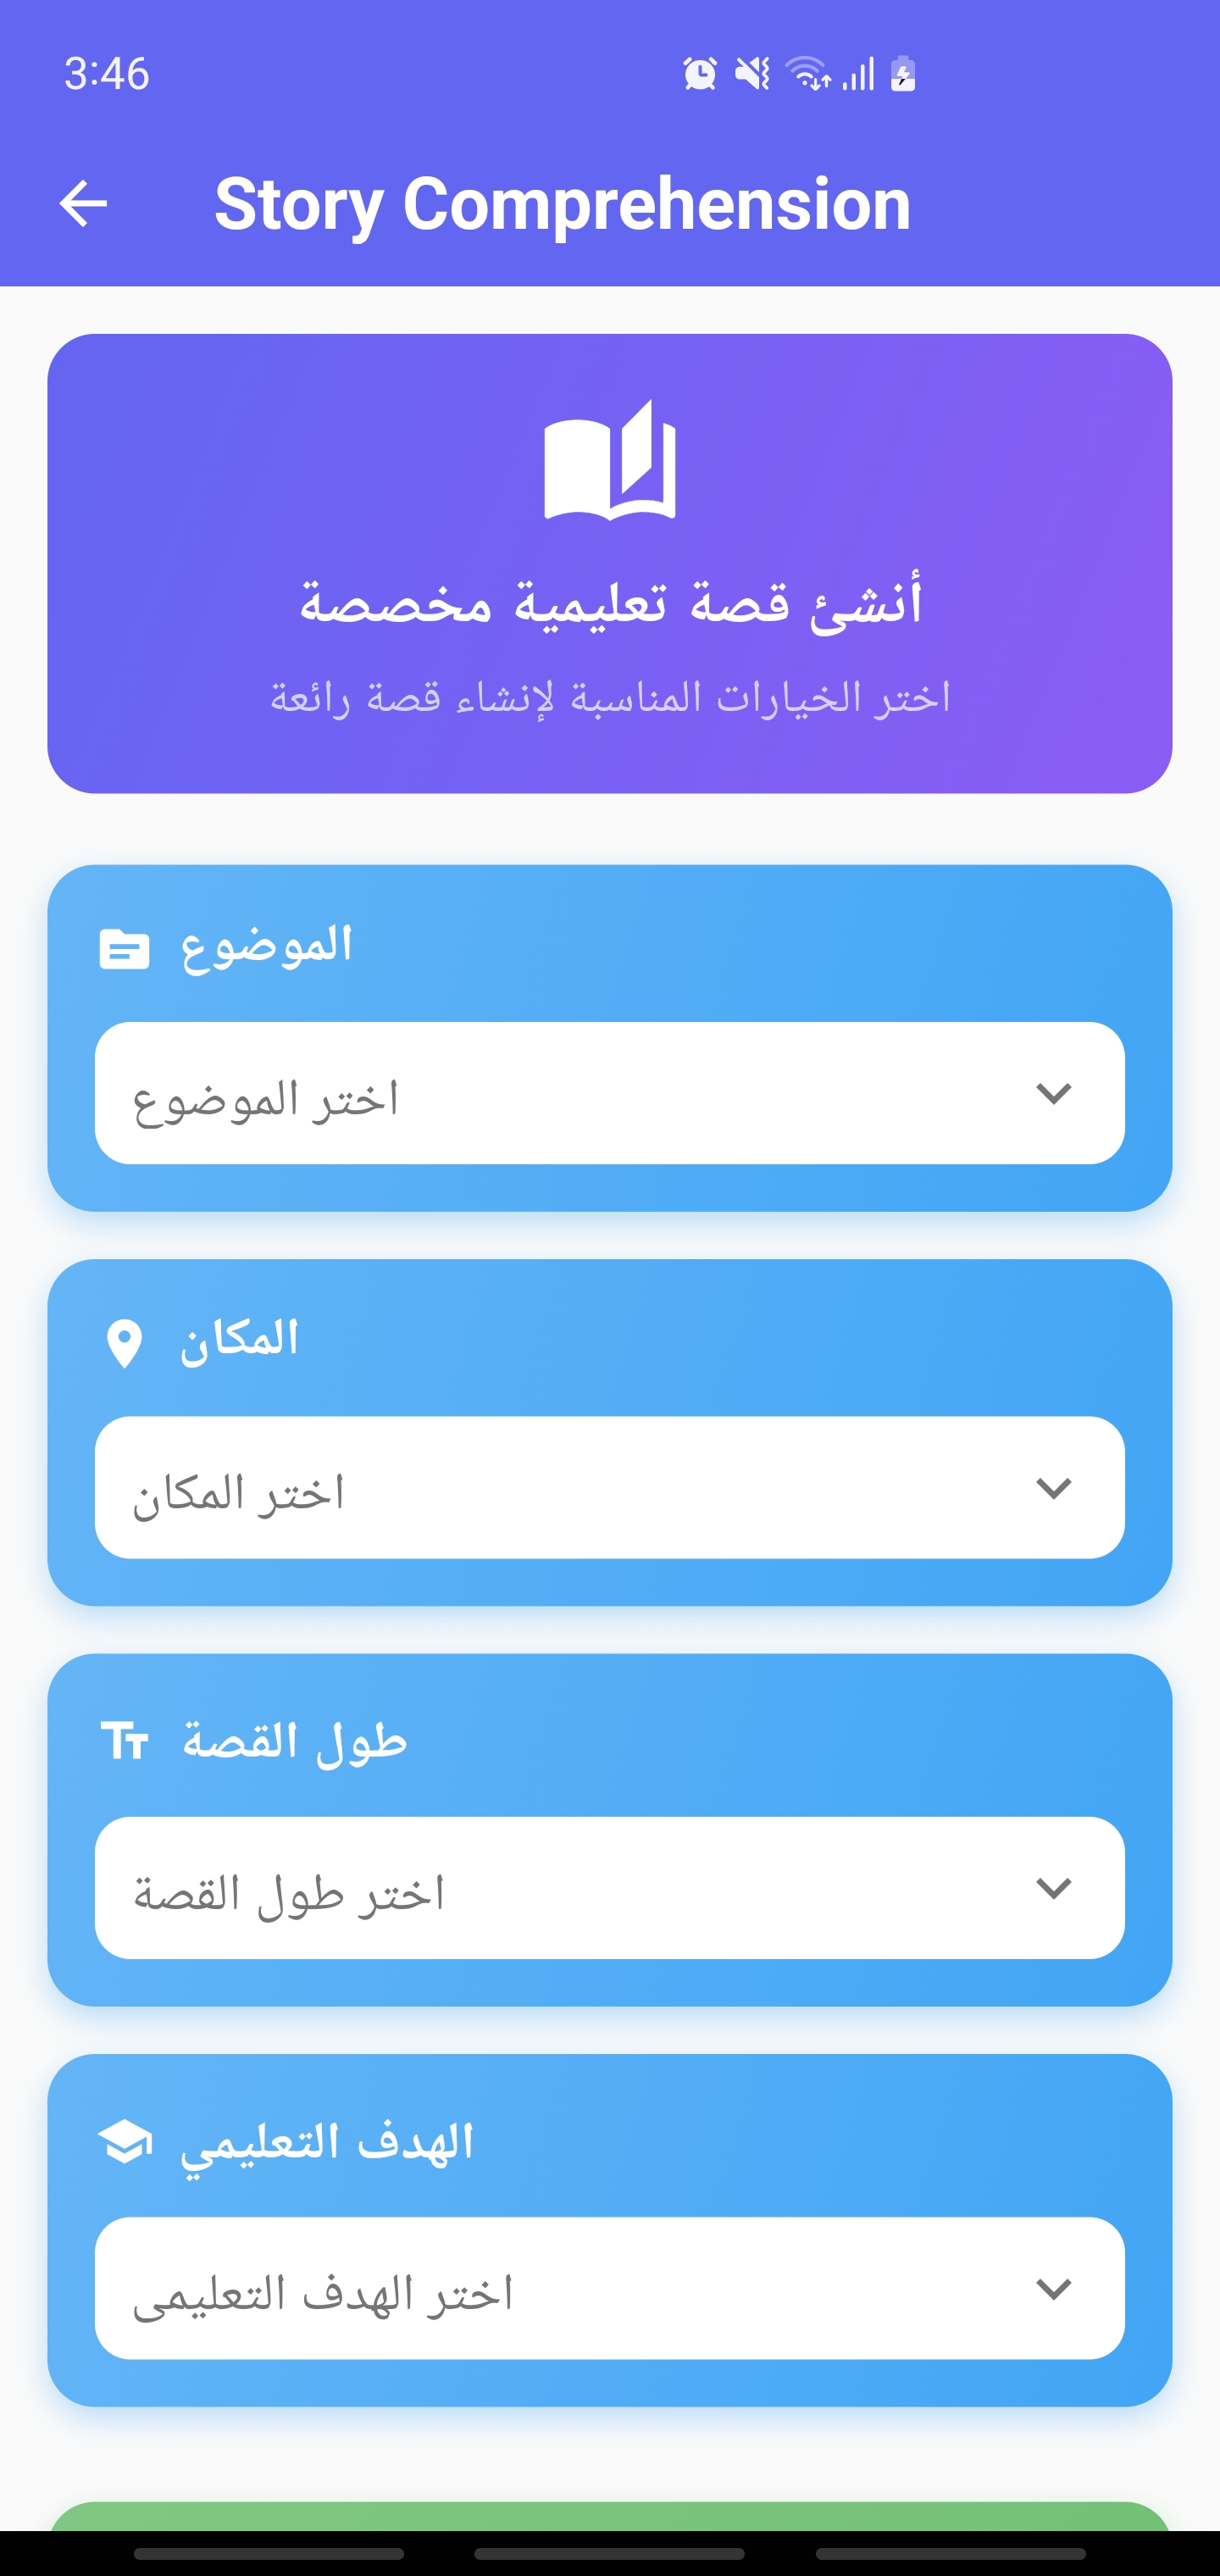 3:46
Story Comprehension
أنشئ قصة تعليمية مخصصة
اختر الخيارات المناسبة لإنشاء قصة رائعة
الموضوع
اختر الموضوع
المكان
اختر المكان
طول القصة
اختر طول القصة
الهدف التعليمي
اختر الهدف التعليمي